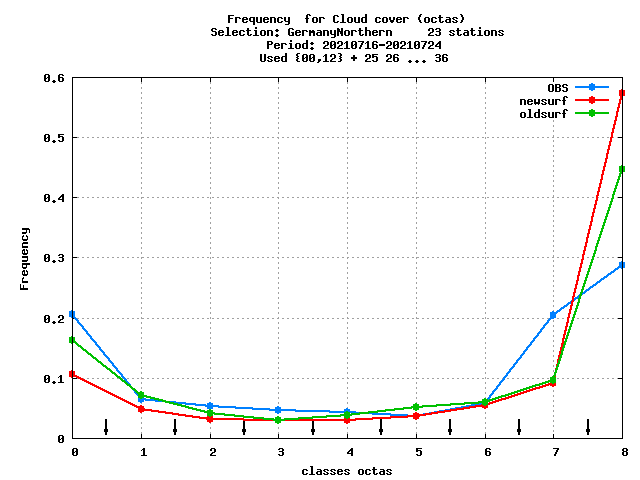 Frequency  for Cloud cover (octas)
Selection: GermanyNorthern     23 stations
Period: 20210716-20210724
Used {00,12} + 25 26 ... 36
OBS
newsurf
oldsurf
0.6
0.5
0.4
0.3
0.2
0.1
0
Frequency
0 1 2 3 4 5 6 7 8
classes octas